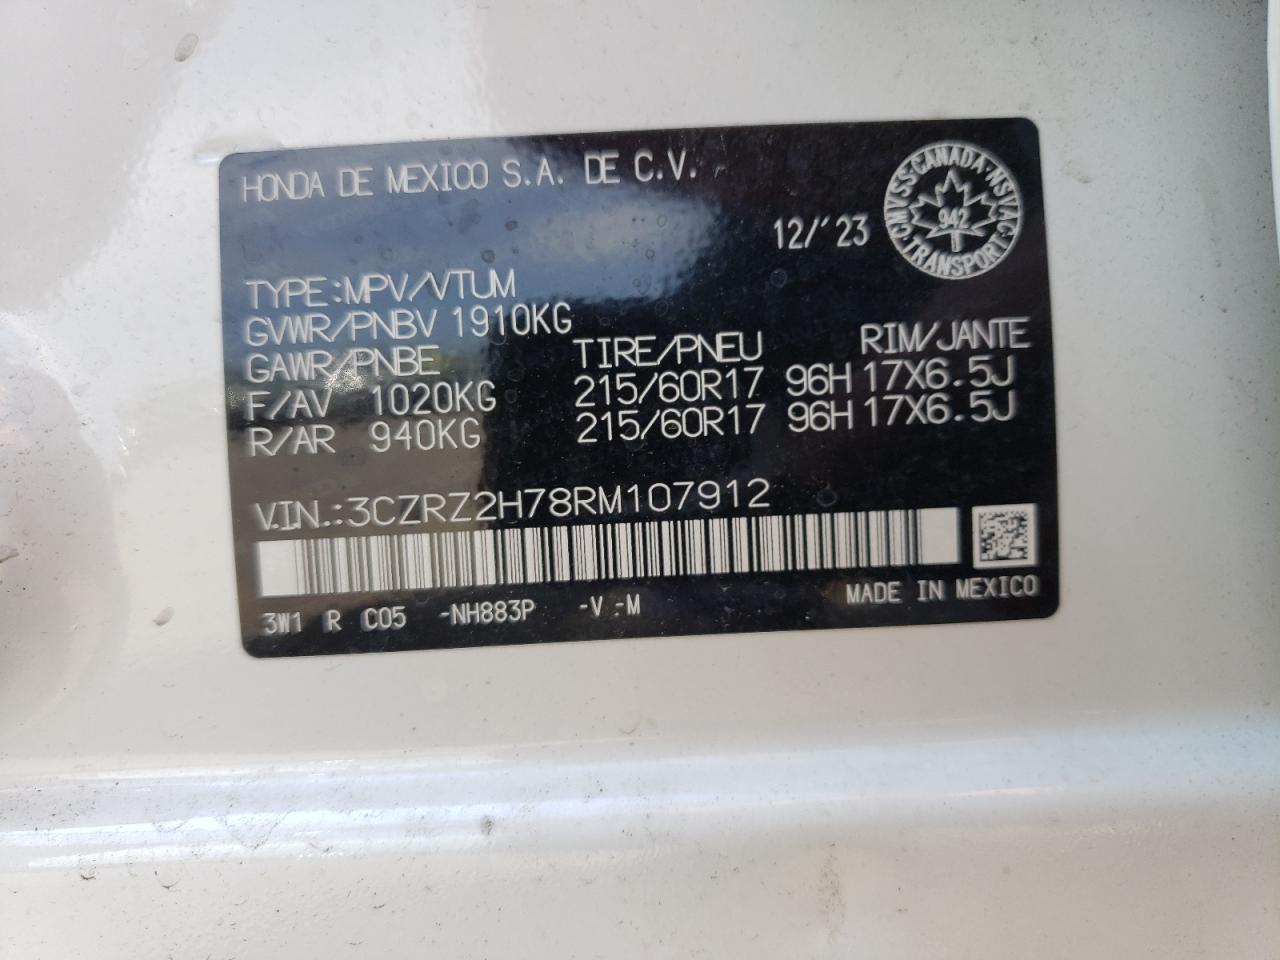 HONDA DE MEXICO S.A. DE C.V.
12/'23
CMVSS·CANADA·NSVAC·TRANSPORT
942
TYPE:MPV/VTUM
GVWR/PNBV 1910KG
GAWR/PNBE TIRE/PNEU RIM/JANTE
F/AV 1020KG 215/60R17 96H 17X6.5J
R/AR 940KG 215/60R17 96H 17X6.5J
V.IN.:3CZRZ2H78RM107912
3W1 R C05 -NH883P -V -M MADE IN MEXICO